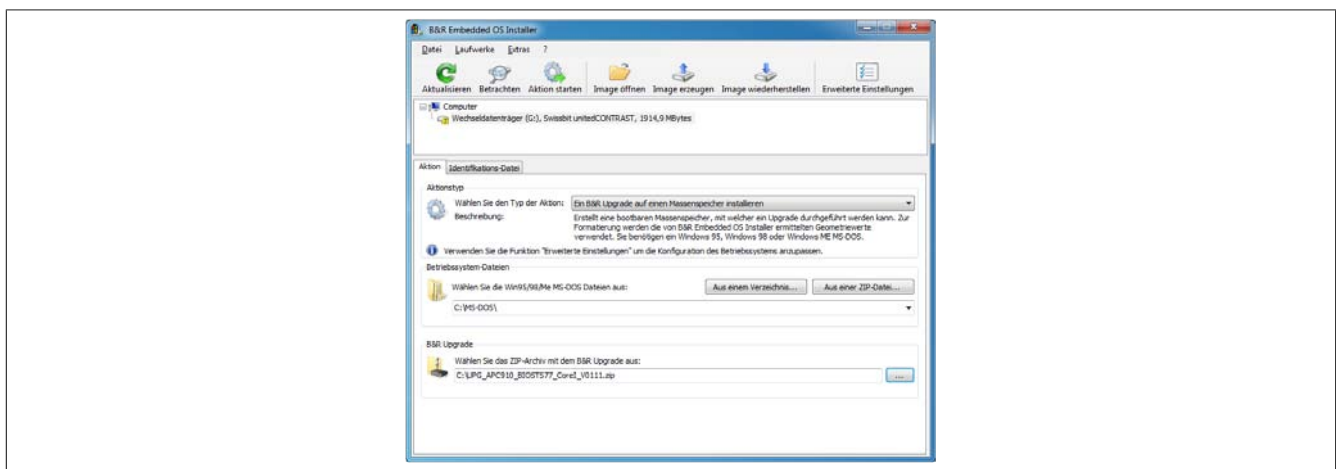 B&R Embedded OS Installer
Datei Laufwerke Extras ?
Aktualisieren Betrachten Aktion starten Image öffnen Image erzeugen Image wiederherstellen Erweiterte Einstellungen
Computer
Wechseldatenträger (G:), Swissbit unitedCONTRAST, 1914,9 MBytes
Aktion Identifikations-Datei
Aktionstyp
Wählen Sie den Typ der Aktion: Ein B&R Upgrade auf einen Massenspeicher installieren
Beschreibung: Erstellt eine bootbaren Massenspeicher, mit welcher ein Upgrade durchgeführt werden kann. Zur
Formatierung werden die von B&R Embedded OS Installer ermittelten Geometriewerte
verwendet. Sie benötigen ein Windows 95, Windows 98 oder Windows ME MS-DOS.
Verwenden Sie die Funktion "Erweiterte Einstellungen" um die Konfiguration des Betriebssystems anzupassen.
Betriebssystem-Dateien
Wählen Sie die Win95/98/Me MS-DOS Dateien aus: Aus einem Verzeichnis... Aus einer ZIP-Datei...
C:\MS-DOS\
B&R Upgrade
Wählen Sie das ZIP-Archiv mit dem B&R Upgrade aus:
C:\UPG_APC910_BIOSTS77_CoreI_V0111.zip ...